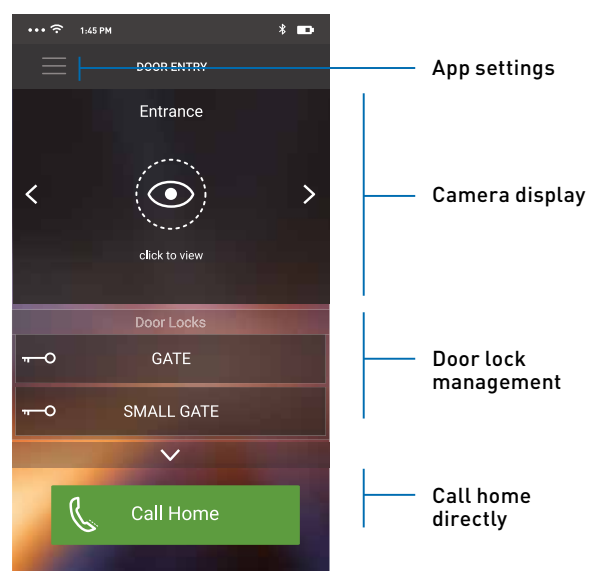 1:45 PM
DOOR ENTRY
App settings
Entrance
Camera display
click to view
Door Locks
GATE
Door lock
management
SMALL GATE
Call Home
Call home
directly